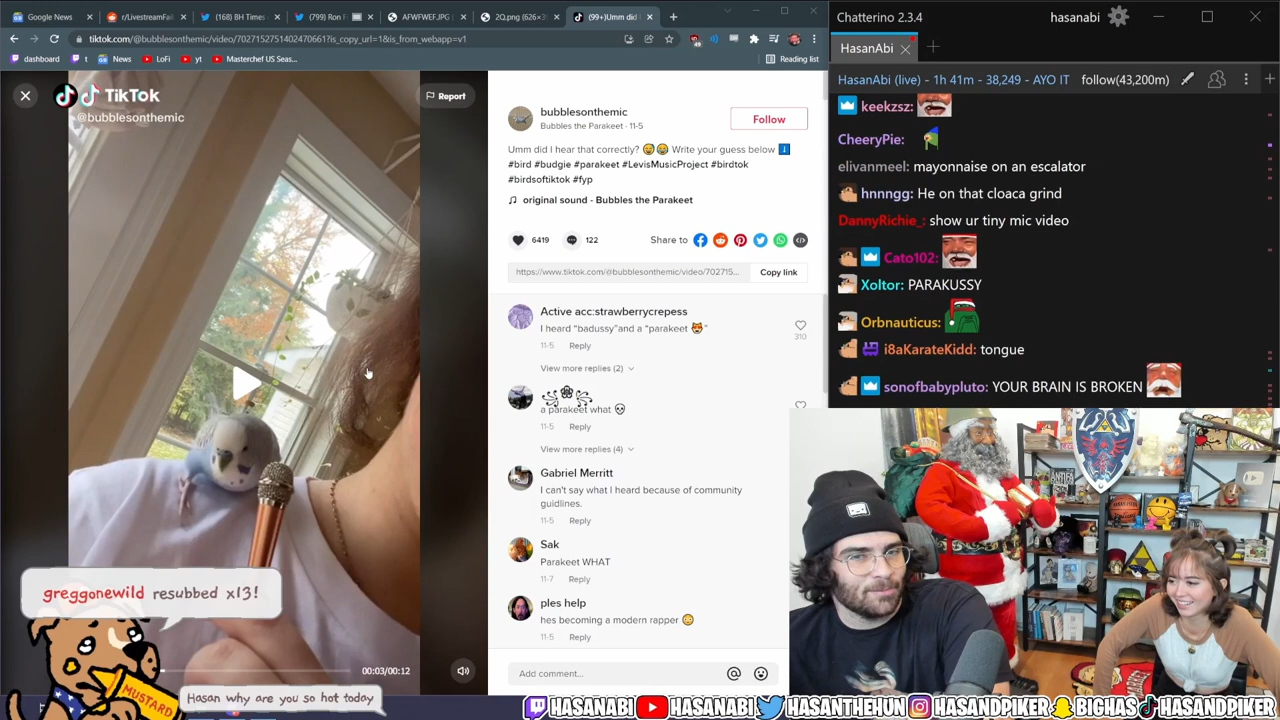 Google News
r/LivestreamFail
(168) BH Times
(799) Ron F
AFWFWEF.JPG
2Q.png (626×3
(99+)Umm did I
tiktok.com/@bubblesonthemic/video/7027152751402470661?is_copy_url=1&is_from_webapp=v1
dashboard
t
News
LoFi
yt
Masterchef US Seas...
Reading list
TikTok
@bubblesonthemic
Report
00:03/00:12
bubblesonthemic
Bubbles the Parakeet · 11-5
Follow
Umm did I hear that correctly? 😅😂 Write your guess below ⬇️
#bird #budgie #parakeet #LevisMusicProject #birdtok
#birdsoftiktok #fyp
original sound - Bubbles the Parakeet
6419
122
Share to
https://www.tiktok.com/@bubblesonthemic/video/702715...
Copy link
Active acc:strawberrycrepess
I heard "badussy"and a "parakeet 😻"
310
11-5 Reply
View more replies (2)
a parakeet what 💀
11-5 Reply
View more replies (4)
Gabriel Merritt
I can't say what I heard because of community
guidlines.
11-5 Reply
Sak
Parakeet WHAT
11-7 Reply
ples help
hes becoming a modern rapper 😳
11-5 Reply
Add comment...
Chatterino 2.3.4
hasanabi
HasanAbi
HasanAbi (live) - 1h 41m - 38,249 - AYO IT
follow(43,200m)
keekzsz:
CheeryPie:
elivanmeel: mayonnaise on an escalator
hnnngg: He on that cloaca grind
DannyRichie_: show ur tiny mic video
Cato102:
Xoltor: PARAKUSSY
Orbnauticus:
i8aKarateKidd: tongue
sonofbabypluto: YOUR BRAIN IS BROKEN
greggonewild resubbed x13!
MUSTARD
Hasan why are you so hot today
HASANABI
HASANABI
HASANTHEHUN
HASANDPIKER
BIGHAS
HASANDPIKER